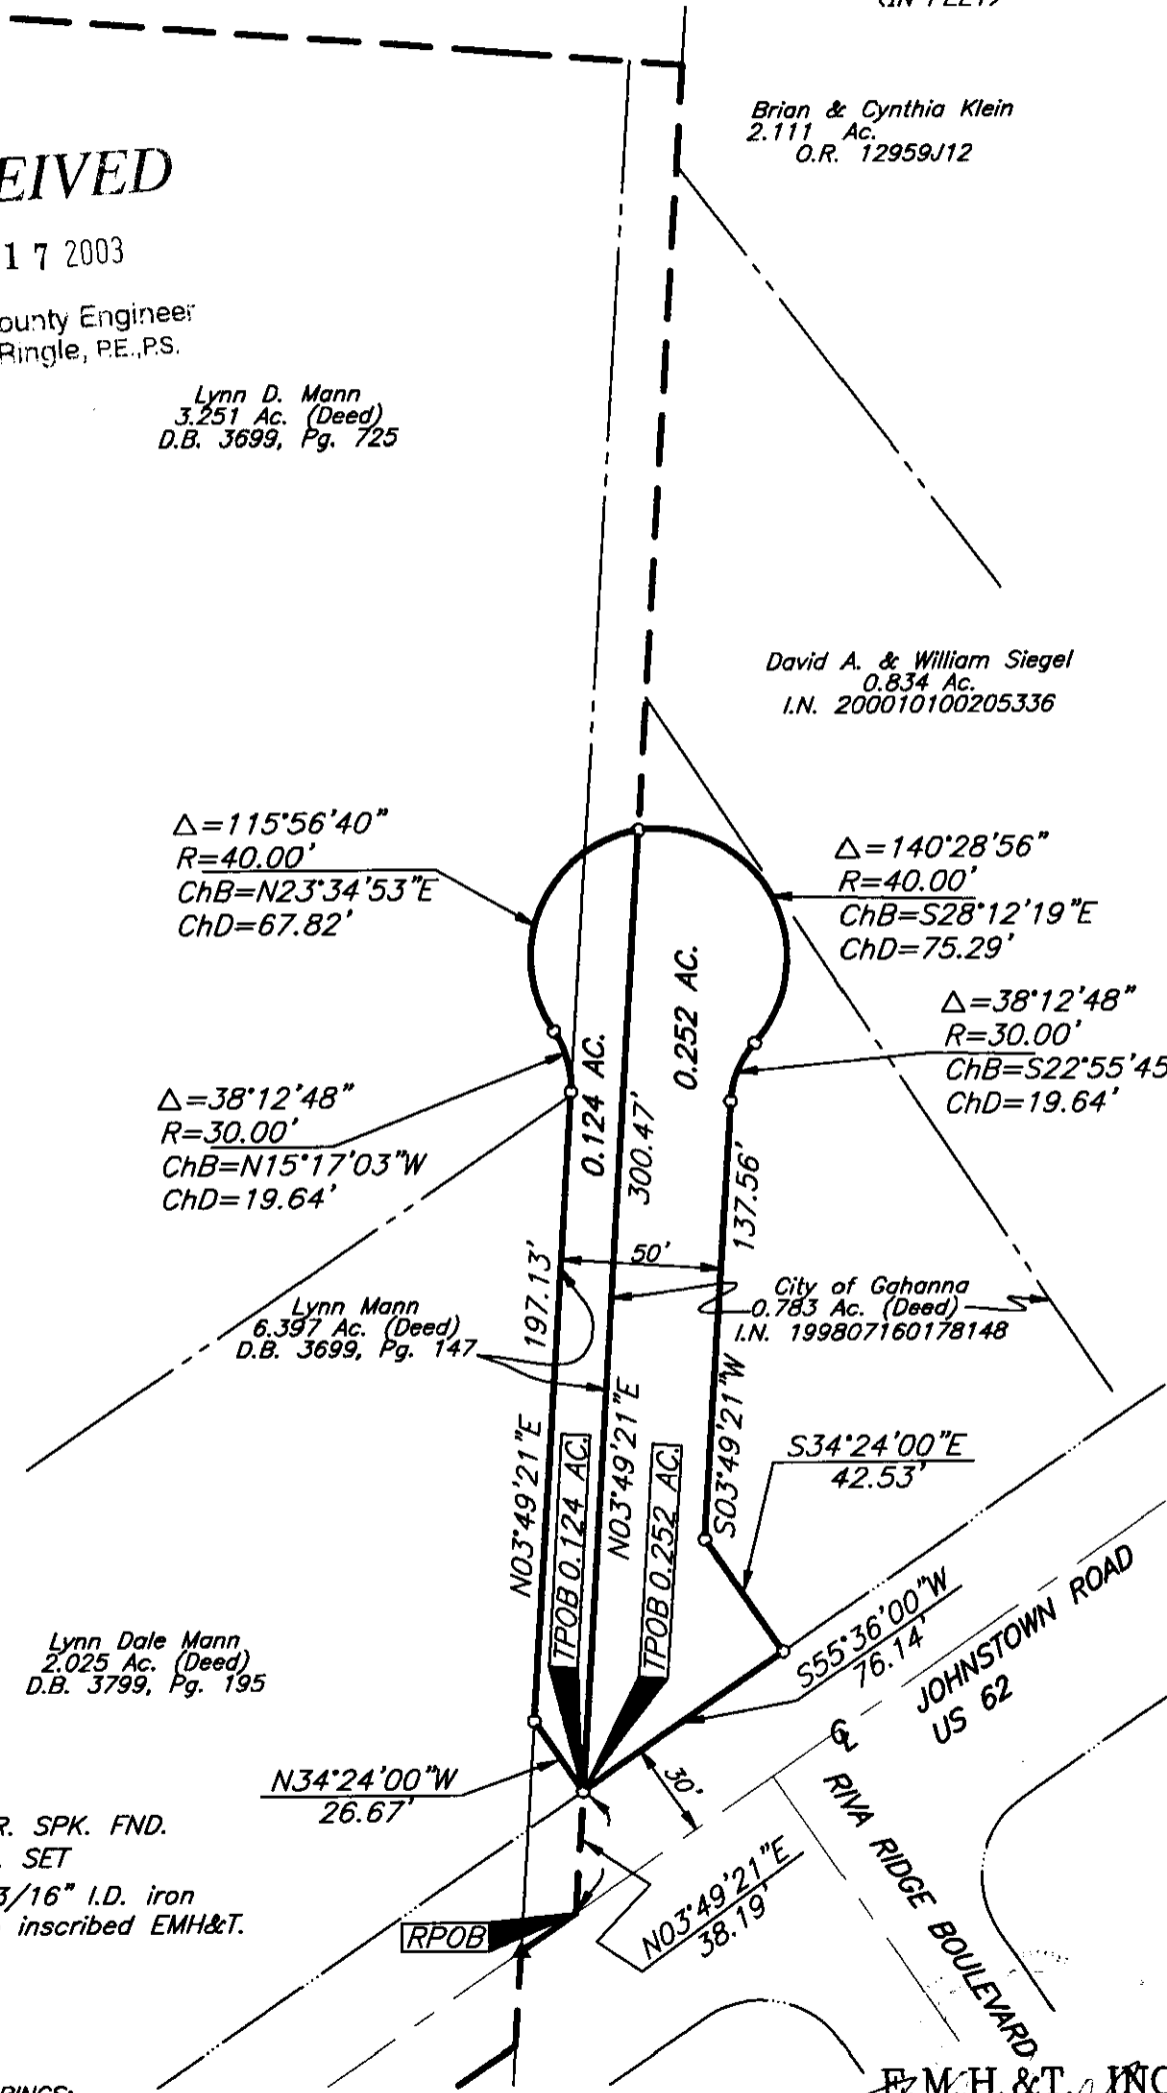 Brian & Cynthia Klein
2.111 Ac.
O.R. 12959J12
EIVED
17 2003
ounty Engineer
Ringle, P.E.,P.S.
Lynn D. Mann
3.251 Ac. (Deed)
D.B. 3699, Pg. 725
David A. & William Siegel
0.834 Ac.
I.N. 200010100205336
Δ=115°56'40"
R=40.00'
ChB=N23°34'53"E
ChD=67.82'
Δ=140°28'56"
R=40.00'
ChB=S28°12'19"E
ChD=75.29'
0.252 AC.
Δ=38°12'48"
R=30.00'
ChB=S22°55'45
ChD=19.64'
0.124 AC.
Δ=38°12'48"
R=30.00'
ChB=N15°17'03"W
ChD=19.64'
300.47'
137.56'
50'
197.13'
City of Gahanna
0.783 Ac. (Deed)
I.N. 199807160178148
Lynn Mann
6.397 Ac. (Deed)
D.B. 3699, Pg. 147
N03°49'21"E
N03°49'21"E
S03°49'21"W
TPOB 0.124 AC.
TPOB 0.252 AC.
S34°24'00"E
42.53'
Lynn Dale Mann
2.025 Ac. (Deed)
D.B. 3799, Pg. 195
S55°36'00"W
76.14'
JOHNSTOWN ROAD
US 62
℄
N34°24'00"W
26.67'
30'
RIVA RIDGE BOULEVARD
R. SPK. FND.
SET
3/16" I.D. iron
inscribed EMH&T.
RPOB
N03°49'21"E
38.19'
E.M.H.&T., INC